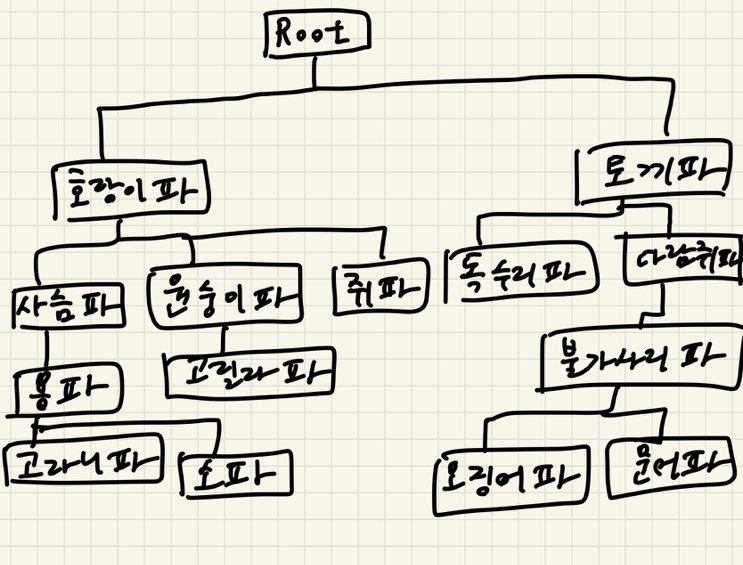 Root
호랑이파
토끼파
사슴파
원숭이파
쥐파
독수리파
다람쥐파
용파
고릴라파
불가사리 파
고라니파
소파
오징어파
문어파